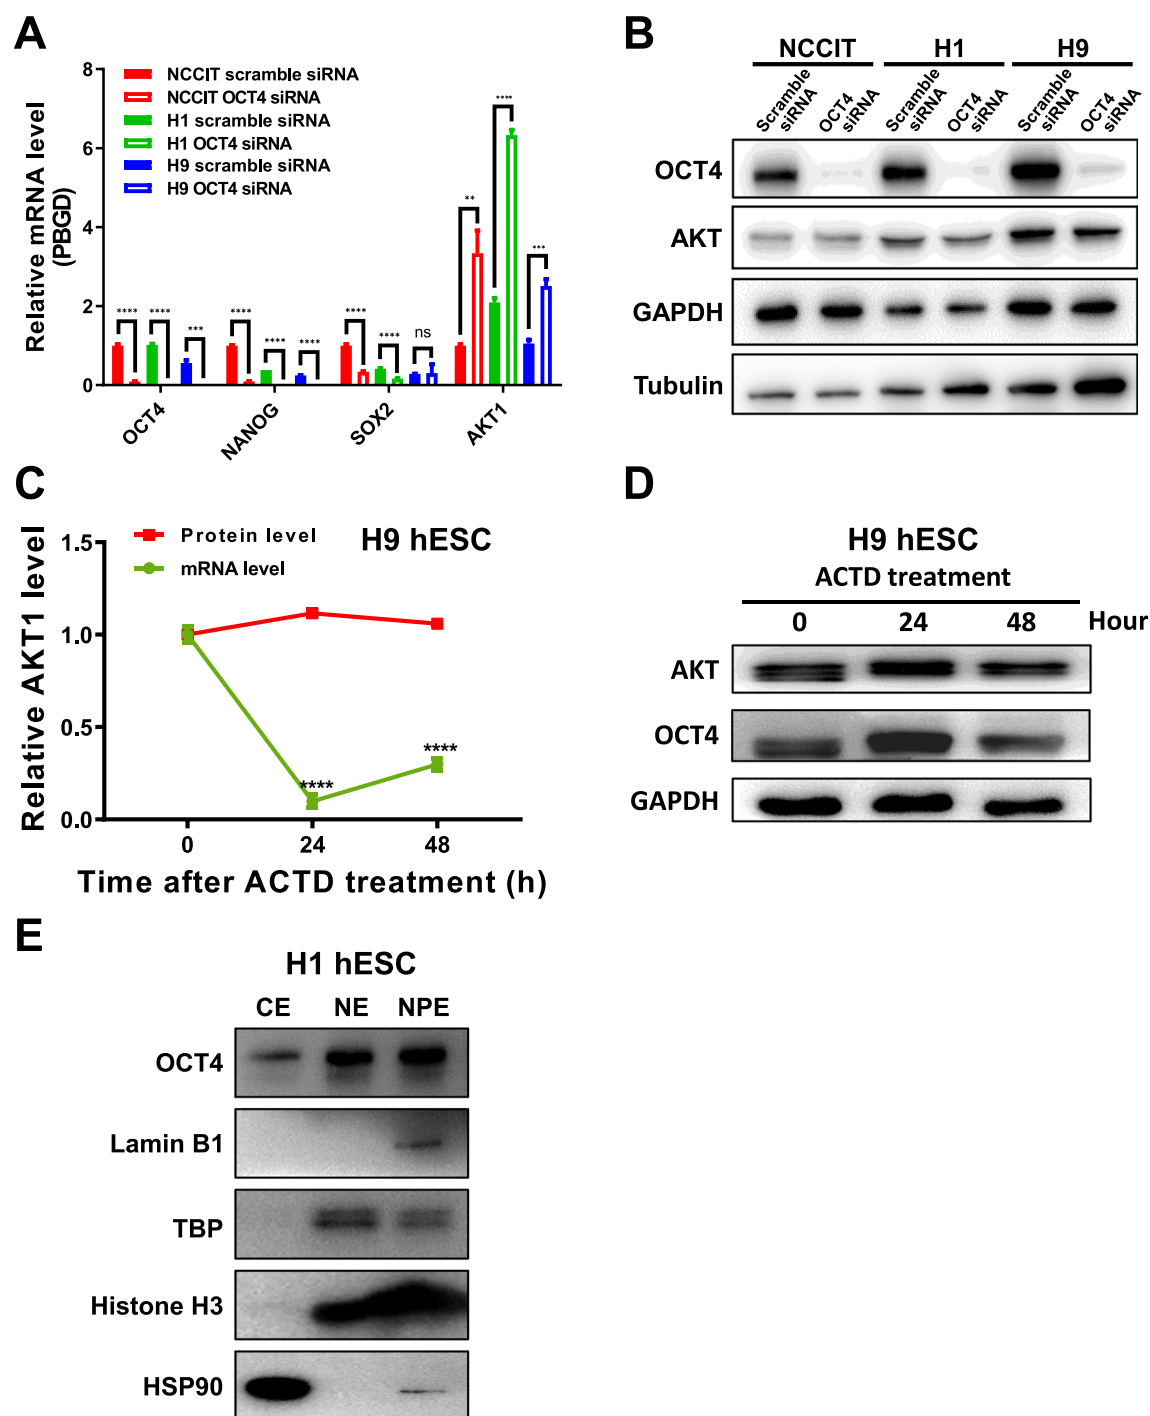 A
Relative mRNA level
(PBGD)
8
6
4
2
0
NCCIT scramble siRNA
NCCIT OCT4 siRNA
H1 scramble siRNA
H1 OCT4 siRNA
H9 scramble siRNA
H9 OCT4 siRNA
**** **** ***
**** **** ****
**** **** ns
** **** ***
OCT4 NANOG SOX2 AKT1
B
NCCIT H1 H9
Scramble siRNA OCT4 siRNA Scramble siRNA OCT4 siRNA Scramble siRNA OCT4 siRNA
OCT4
AKT
GAPDH
Tubulin
C
Relative AKT1 level
1.5
1.0
0.5
0.0
Protein level
mRNA level
H9 hESC
****
****
0 24 48
Time after ACTD treatment (h)
D
H9 hESC
ACTD treatment
0 24 48 Hour
AKT
OCT4
GAPDH
E
H1 hESC
CE NE NPE
OCT4
Lamin B1
TBP
Histone H3
HSP90